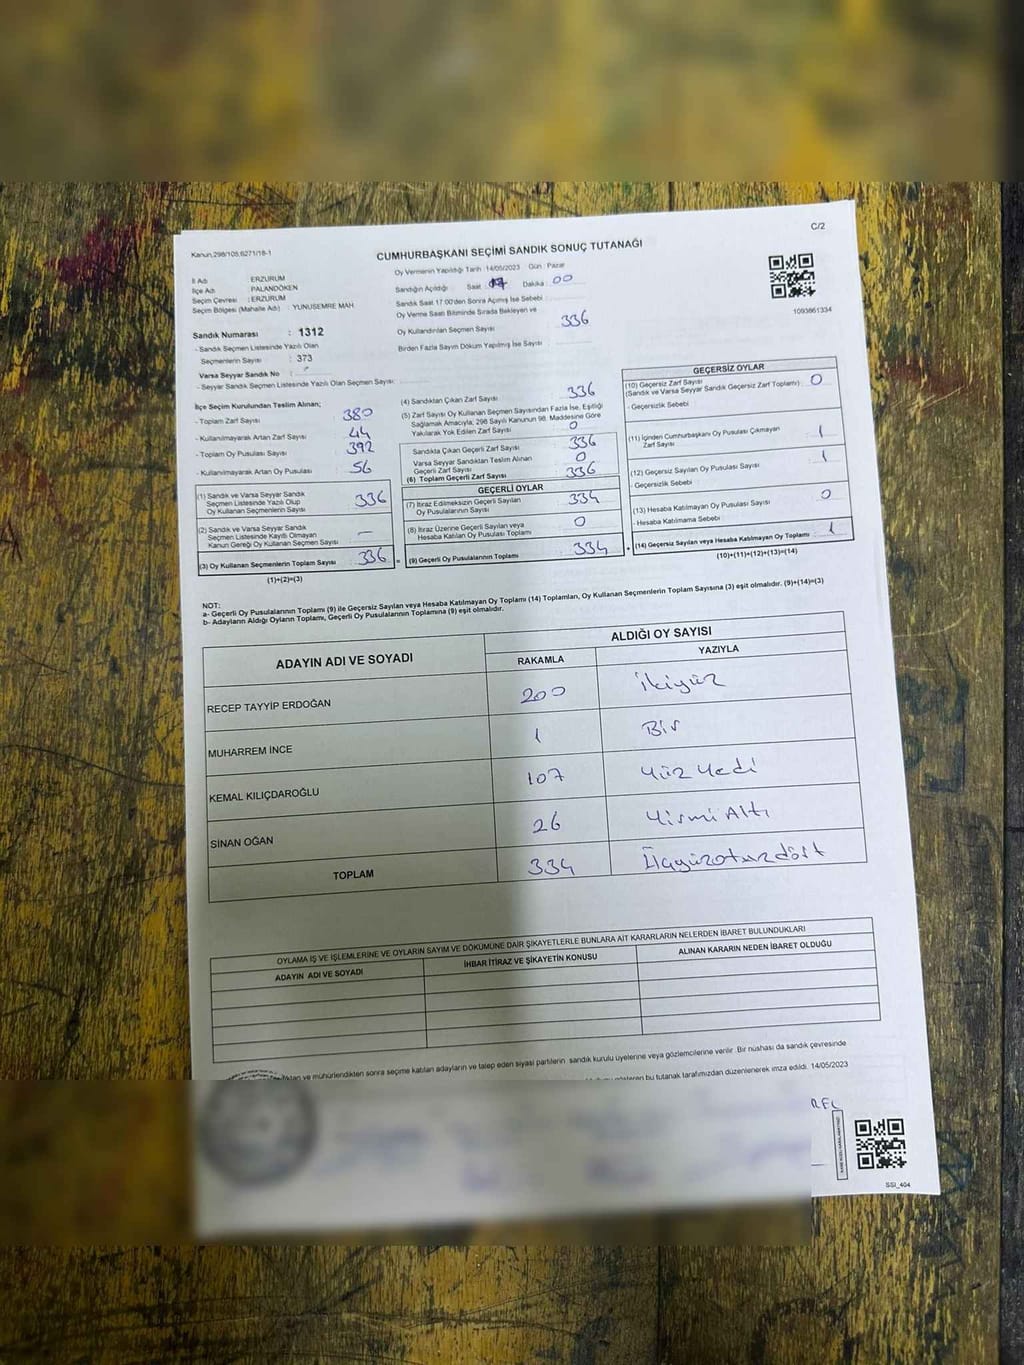 Kanun,298/105,6271/18-1
C/2
CUMHURBAŞKANI SEÇİMİ SANDIK SONUÇ TUTANAĞI
İl Adı : ERZURUM
İlçe Adı : PALANDÖKEN
Seçim Çevresi : ERZURUM
Seçim Bölgesi (Mahalle Adı) : YUNUSEMRE MAH
Oy Vermenin Yapıldığı Tarih :14/05/2023 Gün : Pazar
Sandığın Açıldığı : Saat : 17 Dakika : 00
Sandık Saat 17:00'den Sonra Açılmış İse Sebebi :
Oy Verme Saati Bitiminde Sırada Bekleyen ve
Oy Kullandırılan Seçmen Sayısı : 336
Birden Fazla Sayım Döküm Yapılmış İse Sayısı :
1093861334
Sandık Numarası : 1312
- Sandık Seçmen Listesinde Yazılı Olan
Seçmenlerin Sayısı : 373
Varsa Seyyar Sandık No :
- Seyyar Sandık Seçmen Listesinde Yazılı Olan Seçmen Sayısı:
İlçe Seçim Kurulundan Teslim Alınan;
- Toplam Zarf Sayısı : 380
- Kullanılmayarak Artan Zarf Sayısı : 44
- Toplam Oy Pusulası Sayısı : 392
- Kullanılmayarak Artan Oy Pusulası : 56
(1) Sandık ve Varsa Seyyar Sandık
Seçmen Listesinde Yazılı Olup
Oy Kullanan Seçmenlerin Sayısı : 336
(2) Sandık ve Varsa Seyyar Sandık
Seçmen Listesinde Kayıtlı Olmayan
Kanun Gereği Oy Kullanan Seçmen Sayısı : —
(3) Oy Kullanan Seçmenlerin Toplam Sayısı : 336
(1)+(2)=(3)
(4) Sandıktan Çıkan Zarf Sayısı : 336
(5) Zarf Sayısı Oy Kullanan Seçmen Sayısından Fazla İse, Eşitliği
Sağlamak Amacıyla; 298 Sayılı Kanunun 98. Maddesine Göre
Yakılarak Yok Edilen Zarf Sayısı : 0
Sandıkta Çıkan Geçerli Zarf Sayısı : 336
Varsa Seyyar Sandıktan Teslim Alınan
Geçerli Zarf Sayısı : 0
(6) Toplam Geçerli Zarf Sayısı : 336
GEÇERLİ OYLAR
(7) İtiraz Edilmeksizin Geçerli Sayılan
Oy Pusulalarının Sayısı : 334
(8) İtiraz Üzerine Geçerli Sayılan veya
Hesaba Katılan Oy Pusulası Toplamı : 0
(9) Geçerli Oy Pusulalarının Toplamı : 334
GEÇERSİZ OYLAR
(10) Geçersiz Zarf Sayısı
(Sandık ve Varsa Seyyar Sandık Geçersiz Zarf Toplamı) : 0
- Geçersizlik Sebebi :
(11) İçinden Cumhurbaşkanı Oy Pusulası Çıkmayan
Zarf Sayısı : 1
(12) Geçersiz Sayılan Oy Pusulası Sayısı : 1
- Geçersizlik Sebebi :
(13) Hesaba Katılmayan Oy Pusulası Sayısı : 0
- Hesaba Katılmama Sebebi :
(14) Geçersiz Sayılan veya Hesaba Katılmayan Oy Toplamı : 1
(10)+(11)+(12)+(13)=(14)
NOT:
a- Geçerli Oy Pusulalarının Toplamı (9) ile Geçersiz Sayılan veya Hesaba Katılmayan Oy Toplamı (14) Toplamları, Oy Kullanan Seçmenlerin Toplam Sayısına (3) eşit olmalıdır. (9)+(14)=(3)
b- Adayların Aldığı Oyların Toplamı, Geçerli Oy Pusulalarının Toplamına (9) eşit olmalıdır.
ADAYIN ADI VE SOYADI
ALDIĞI OY SAYISI
RAKAMLA YAZIYLA
RECEP TAYYİP ERDOĞAN 200 ikiyüz
MUHARREM İNCE 1 Bir
KEMAL KILIÇDAROĞLU 107 Yüz Yedi
SİNAN OĞAN 26 Yirmi Altı
TOPLAM 334 Üçyüzotuzdört
OYLAMA İŞ VE İŞLEMLERİNE VE OYLARIN SAYIM VE DÖKÜMÜNE DAİR ŞİKAYETLERLE BUNLARA AİT KARARLARIN NELERDEN İBARET BULUNDUKLARI
ADAYIN ADI VE SOYADI İHBAR İTİRAZ VE ŞİKAYETİN KONUSU ALINAN KARARIN NEDEN İBARET OLDUĞU
ve mühürlendikten sonra seçime katılan adayların ve talep eden siyasi partilerin sandık kurulu üyelerine veya gözlemcilerine verilir. Bir nüshası da sandık çevresinde
bu tutanak tarafımızdan düzenlenerek imza edildi. 14/05/2023
SSI_404